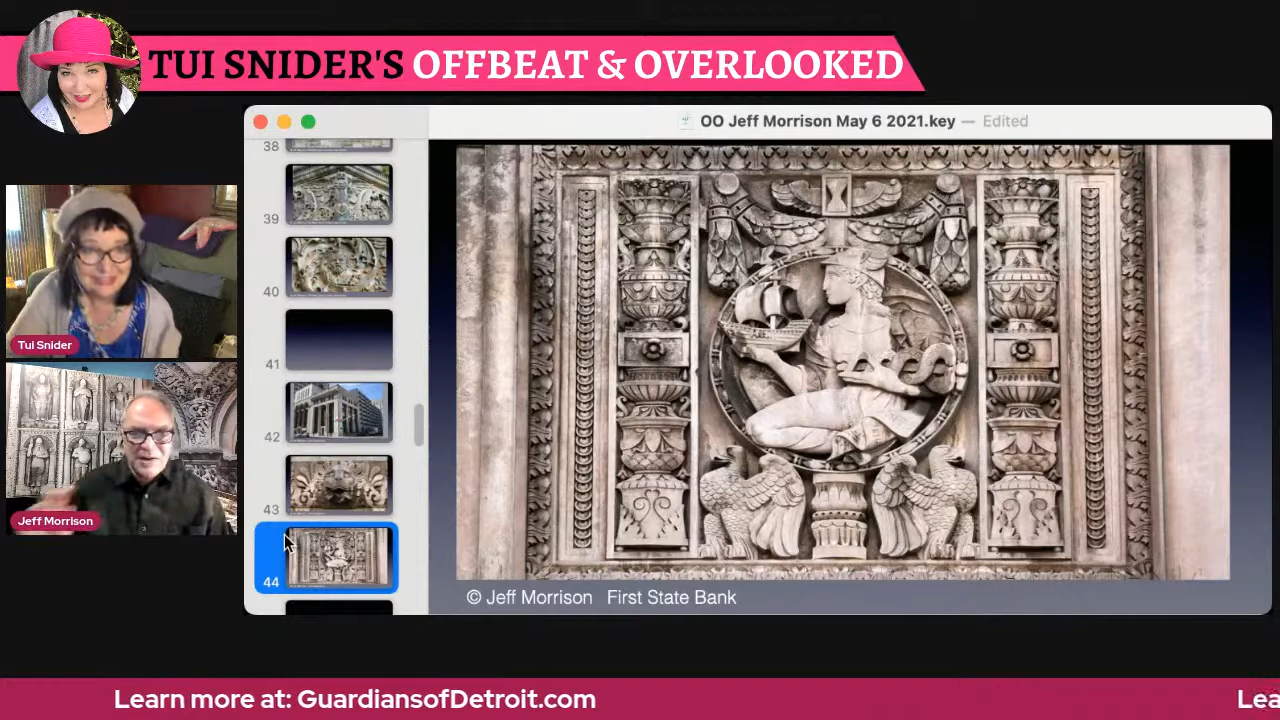 TUI SNIDER'S OFFBEAT & OVERLOOKED
OO Jeff Morrison May 6 2021.key — Edited
38
39
40
41
42
43
44
Tui Snider
Jeff Morrison
© Jeff Morrison First State Bank
Learn more at: GuardiansofDetroit.com
Lea